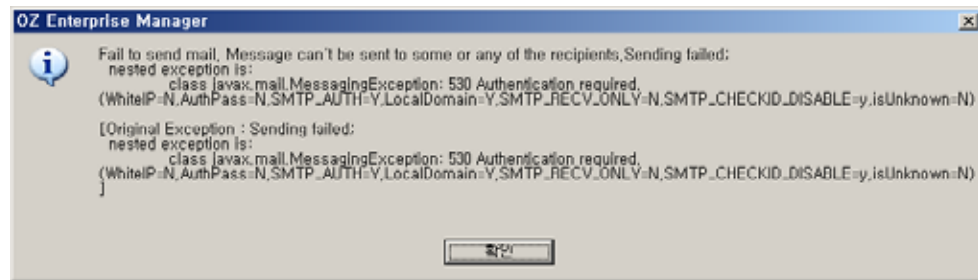 OZ Enterprise Manager
Fail to send mail, Message can't be sent to some or any of the recipients,Sending failed;
nested exception is:
class javax.mail.MessagingException: 530 Authentication required,
(WhiteIP=N,AuthPass=N,SMTP_AUTH=Y,LocalDomain=Y,SMTP_RECV_ONLY=N,SMTP_CHECKID_DISABLE=y,isUnknown=N)
[Original Exception : Sending failed;
nested exception is:
class javax.mail.MessagingException: 530 Authentication required,
(WhiteIP=N,AuthPass=N,SMTP_AUTH=Y,LocalDomain=Y,SMTP_RECV_ONLY=N,SMTP_CHECKID_DISABLE=y,isUnknown=N)
]
확인